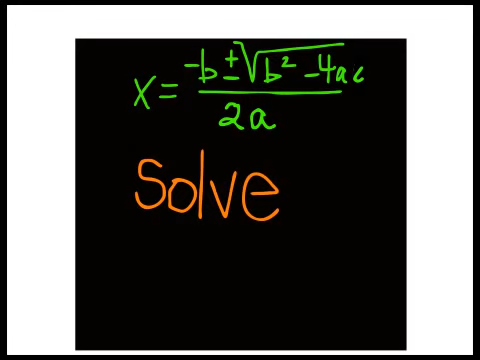 x = -b ± √b² - 4ac / 2a
Solve